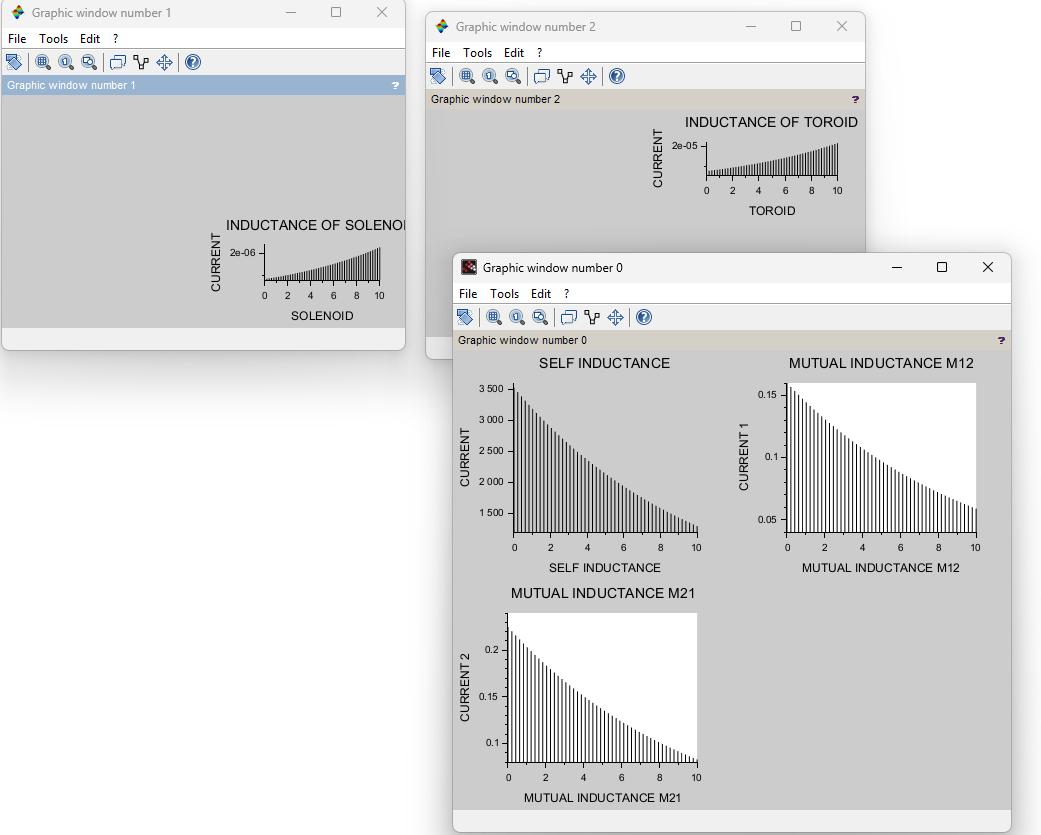 Graphic window number 1
File Tools Edit ?
Graphic window number 1 ?
INDUCTANCE OF SOLENOI
CURRENT
2e-06
0 2 4 6 8 10
SOLENOID
Graphic window number 2
File Tools Edit ?
Graphic window number 2 ?
INDUCTANCE OF TOROID
CURRENT
2e-05
0 2 4 6 8 10
TOROID
Graphic window number 0
File Tools Edit ?
Graphic window number 0 ?
SELF INDUCTANCE
CURRENT
3 500
3 000
2 500
2 000
1 500
0 2 4 6 8 10
SELF INDUCTANCE
MUTUAL INDUCTANCE M12
CURRENT 1
0.15
0.1
0.05
0 2 4 6 8 10
MUTUAL INDUCTANCE M12
MUTUAL INDUCTANCE M21
CURRENT 2
0.2
0.15
0.1
0 2 4 6 8 10
MUTUAL INDUCTANCE M21